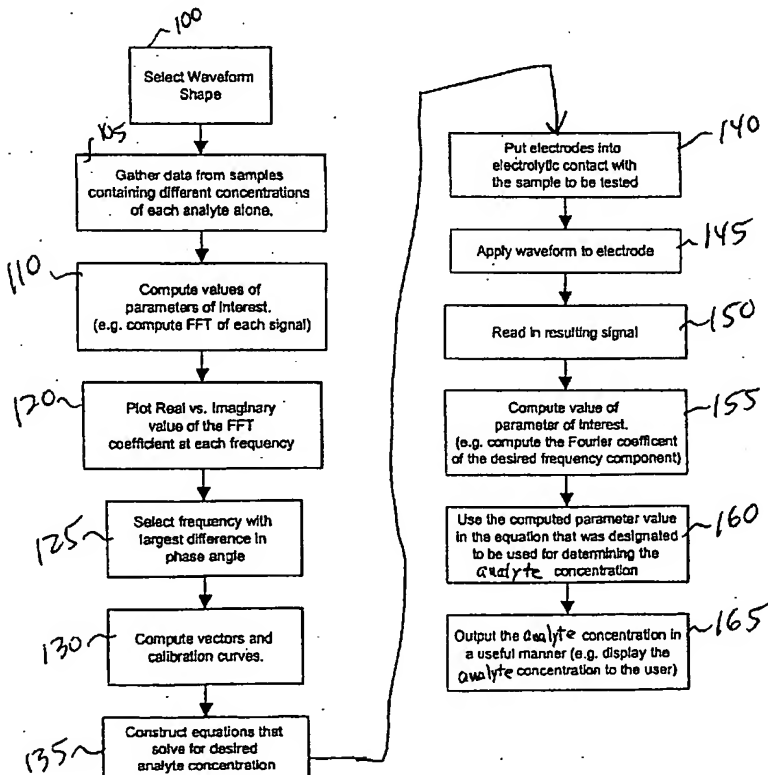 100
Select Waveform
Shape
105
Gather data from samples
containing different concentrations
of each analyte alone.
110
Compute values of
parameters of Interest.
(e.g. compute FFT of each signal)
120
Plot Real vs. Imaginary
value of the FFT
coefficient at each frequency
125
Select frequency with
largest difference in
phase angle
130
Compute vectors and
calibration curves.
135
Construct equations that
solve for desired
analyte concentration
Put electrodes into
electrolytic contact with
the sample to be tested
140
Apply waveform to electrode
145
Read in resulting signal
150
Compute value of
parameter of Interest.
(e.g. compute the Fourier coefficent
of the desired frequency component)
155
Use the computed parameter value
in the equation that was designated
to be used for determining the
analyte concentration
160
Output the analyte concentration in
a useful manner (e.g. display the
analyte concentration to the user)
165